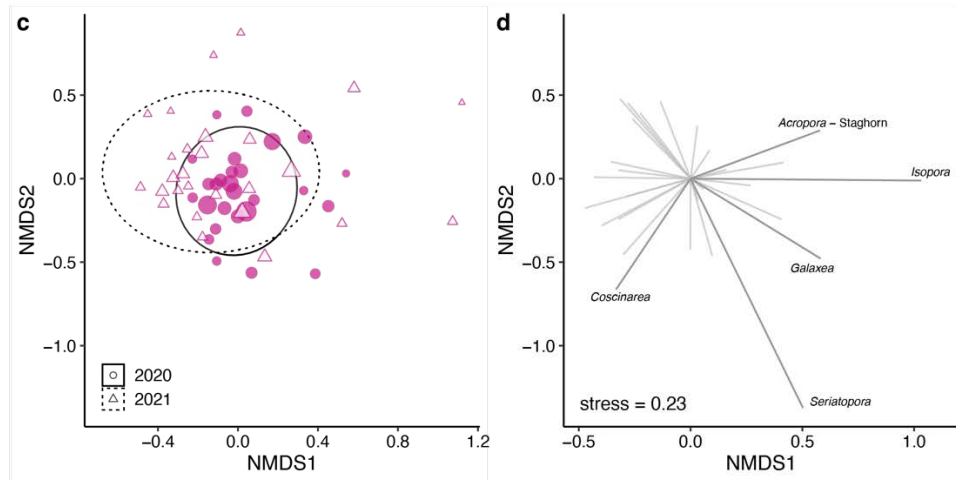 c
0.5
0.0
−0.5
−1.0
NMDS2
2020
2021
−0.4 0.0 0.4 0.8 1.2
NMDS1
d
0.5
0.0
−0.5
−1.0
NMDS2
Acropora − Staghorn
Isopora
Galaxea
Coscinarea
Seriatopora
stress = 0.23
−0.5 0.0 0.5 1.0
NMDS1